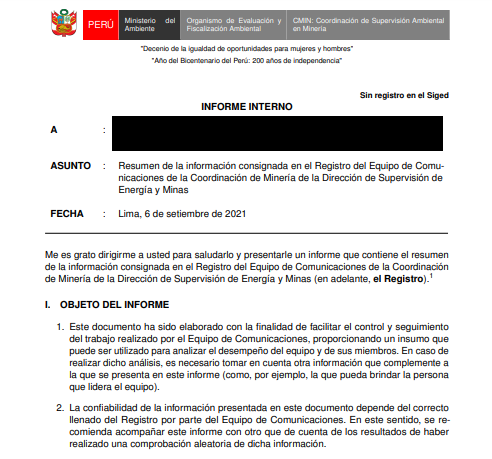 PERÚ
Ministerio del Ambiente
Organismo de Evaluación y Fiscalización Ambiental
CMIN: Coordinación de Supervisión Ambiental en Minería
"Decenio de la igualdad de oportunidades para mujeres y hombres"
"Año del Bicentenario del Perú: 200 años de independencia"
Sin registro en el Siged
INFORME INTERNO
A :
ASUNTO : Resumen de la información consignada en el Registro del Equipo de Comu-
nicaciones de la Coordinación de Minería de la Dirección de Supervisión de
Energía y Minas
FECHA : Lima, 6 de setiembre de 2021
Me es grato dirigirme a usted para saludarlo y presentarle un informe que contiene el resumen
de la información consignada en el Registro del Equipo de Comunicaciones de la Coordinación
de Minería de la Dirección de Supervisión de Energía y Minas (en adelante, el Registro).1
I. OBJETO DEL INFORME
1. Este documento ha sido elaborado con la finalidad de facilitar el control y seguimiento
del trabajo realizado por el Equipo de Comunicaciones, proporcionando un insumo que
puede ser utilizado para analizar el desempeño del equipo y de sus miembros. En caso de
realizar dicho análisis, es necesario tomar en cuenta otra información que complemente a
la que se presenta en este informe (como, por ejemplo, la que pueda brindar la persona
que lidera el equipo).
2. La confiabilidad de la información presentada en este documento depende del correcto
llenado del Registro por parte del Equipo de Comunicaciones. En este sentido, se re-
comienda acompañar este informe con otro que de cuenta de los resultados de haber
realizado una comprobación aleatoria de dicha información.